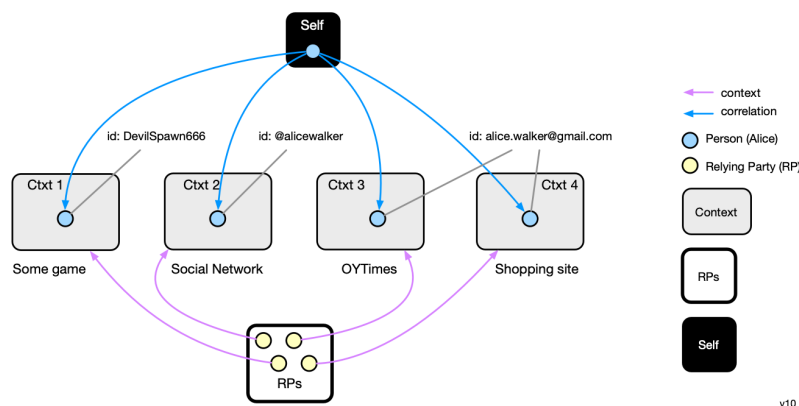 Self
id: DevilSpawn666
id: @alicewalker
id: alice.walker@gmail.com
Ctxt 1
Ctxt 2
Ctxt 3
Ctxt 4
Some game
Social Network
OYTimes
Shopping site
RPs
context
correlation
Person (Alice)
Relying Party (RP)
Context
RPs
Self
v10